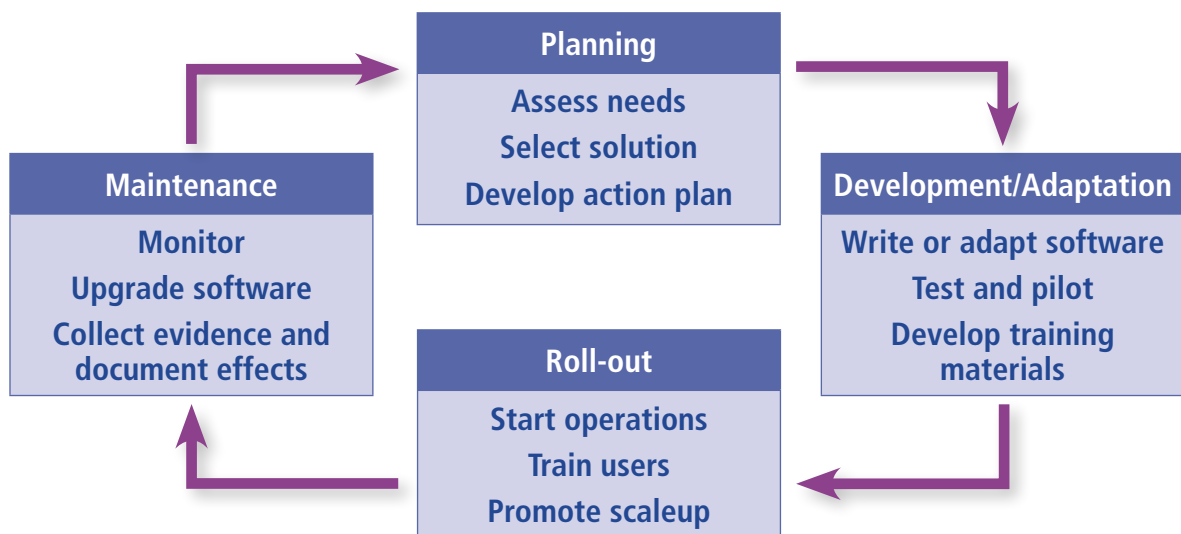 Planning
Assess needs
Select solution
Develop action plan
Development/Adaptation
Write or adapt software
Test and pilot
Develop training
materials
Roll-out
Start operations
Train users
Promote scaleup
Maintenance
Monitor
Upgrade software
Collect evidence and
document effects